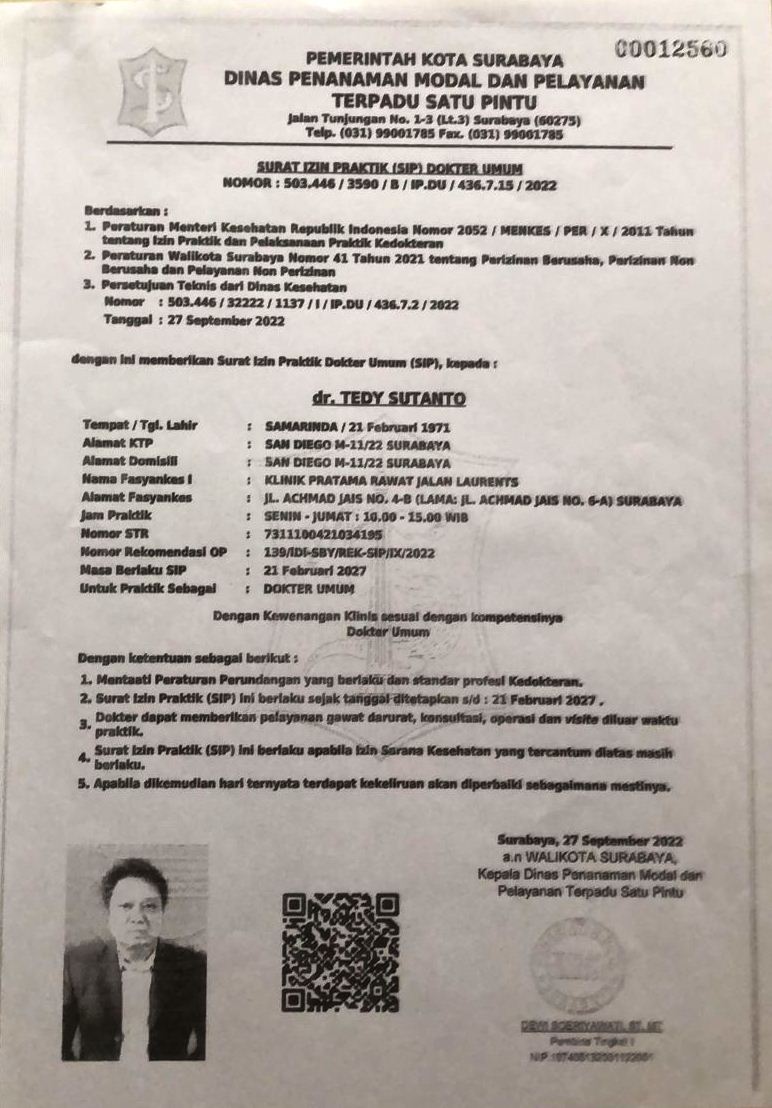 00012560
PEMERINTAH KOTA SURABAYA
DINAS PENANAMAN MODAL DAN PELAYANAN
TERPADU SATU PINTU
Jalan Tunjungan No. 1-3 (Lt.3) Surabaya (60275)
Telp. (031) 99001785 Fax. (031) 99001785
SURAT IZIN PRAKTIK (SIP) DOKTER UMUM
NOMOR : 503.446 / 3590 / B / IP.DU / 436.7.15 / 2022
Berdasarkan :
1. Peraturan Menteri Kesehatan Republik Indonesia Nomor 2052 / MENKES / PER / X / 2011 Tahun
tentang Izin Praktik dan Pelaksanaan Praktik Kedokteran
2. Peraturan Walikota Surabaya Nomor 41 Tahun 2021 tentang Perizinan Berusaha, Perizinan Non
Berusaha dan Pelayanan Non Perizinan
3. Persetujuan Teknis dari Dinas Kesehatan
Nomor : 503.446 / 32222 / 1137 / I / IP.DU / 436.7.2 / 2022
Tanggal : 27 September 2022
dengan ini memberikan Surat Izin Praktik Dokter Umum (SIP), kepada :
dr. TEDY SUTANTO
Tempat / Tgl. Lahir : SAMARINDA / 21 Februari 1971
Alamat KTP : SAN DIEGO M-11/22 SURABAYA
Alamat Domisili : SAN DIEGO M-11/22 SURABAYA
Nama Fasyankes I : KLINIK PRATAMA RAWAT JALAN LAURENTS
Alamat Fasyankes : JL. ACHMAD JAIS NO. 4-B (LAMA: JL. ACHMAD JAIS NO. 6-A) SURABAYA
Jam Praktik : SENIN - JUMAT : 10.00 - 15.00 WIB
Nomor STR : 7311100421034195
Nomor Rekomendasi OP : 139/IDI-SBY/REK-SIP/IX/2022
Masa Berlaku SIP : 21 Februari 2027
Untuk Praktik Sebagai : DOKTER UMUM
Dengan Kewenangan Klinis sesuai dengan kompetensinya
Dokter Umum
Dengan ketentuan sebagai berikut :
1. Mentaati Peraturan Perundangan yang berlaku dan standar profesi Kedokteran.
2. Surat Izin Praktik (SIP) ini berlaku sejak tanggal ditetapkan s/d : 21 Februari 2027 .
3. Dokter dapat memberikan pelayanan gawat darurat, konsultasi, operasi dan visite diluar waktu
praktik.
4. Surat Izin Praktik (SIP) ini berlaku apabila Izin Sarana Kesehatan yang tercantum diatas masih
berlaku.
5. Apabila dikemudian hari ternyata terdapat kekeliruan akan diperbaiki sebagaimana mestinya.
Surabaya, 27 September 2022
a.n WALIKOTA SURABAYA,
Kepala Dinas Penanaman Modal dan
Pelayanan Terpadu Satu Pintu
DEWI SOERIYAWATI, ST, MT
Pembina Tingkat I
NIP